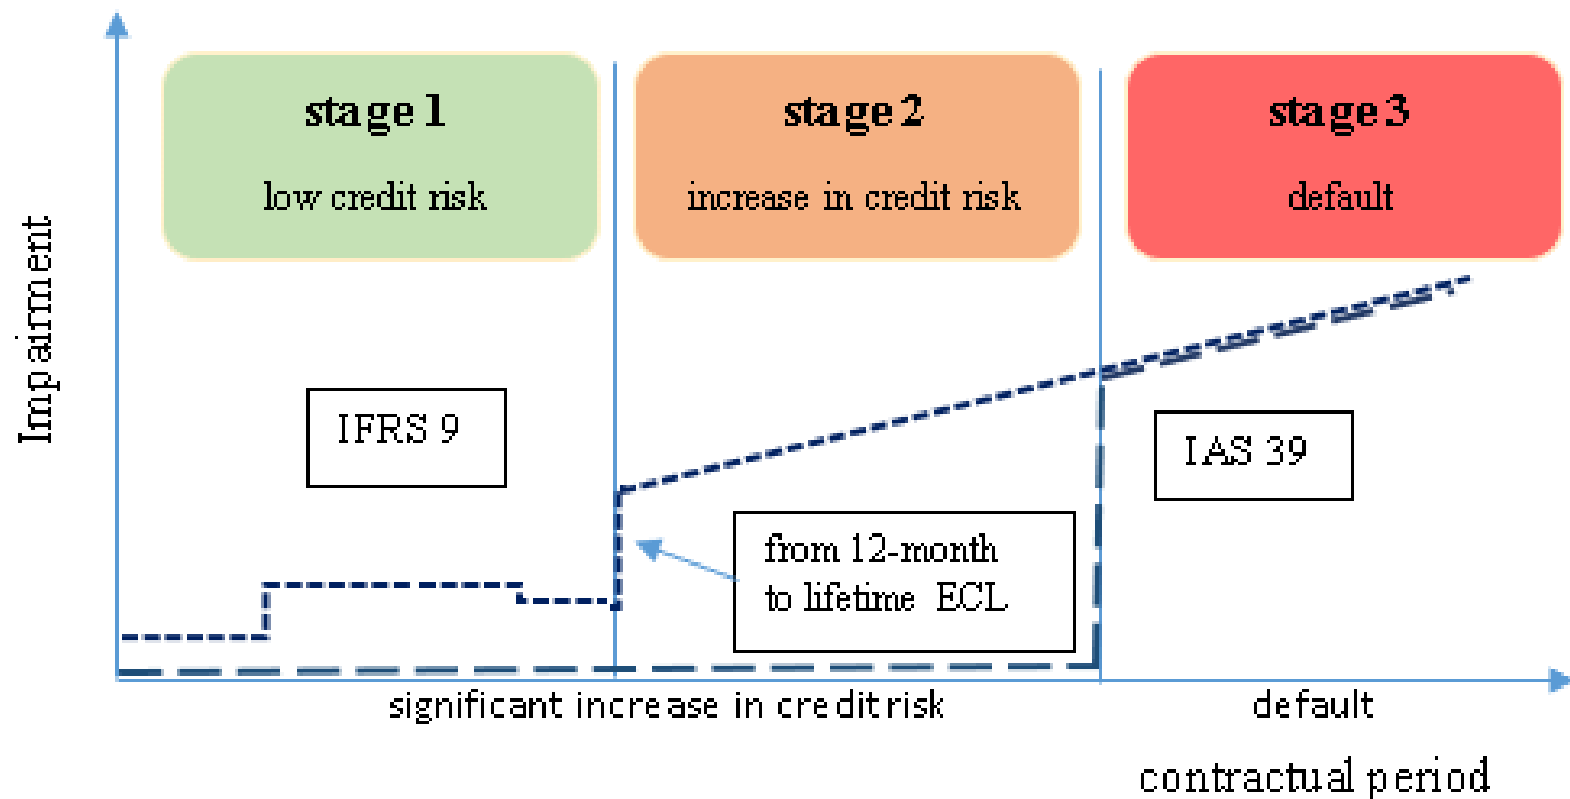 stage 1
low credit risk
stage 2
increase in credit risk
stage 3
default
Impairment
IFRS 9
IAS 39
from 12-month
to lifetime ECL
significant increase in credit risk
default
contractual period